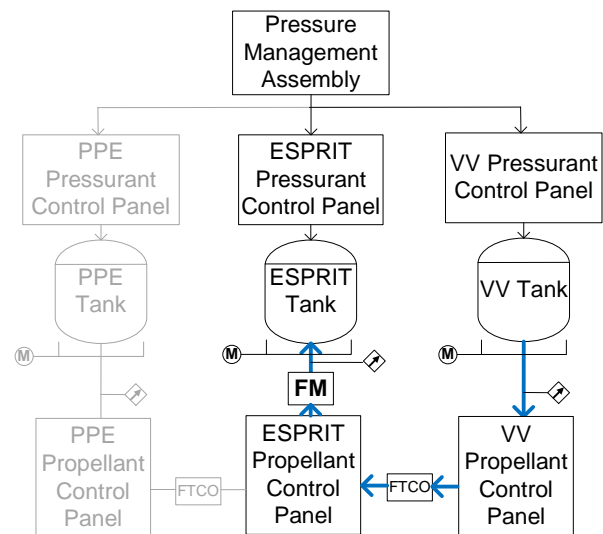 Pressure
Management
Assembly
PPE
Pressurant
Control Panel
ESPRIT
Pressurant
Control Panel
VV Pressurant
Control Panel
PPE
Tank
ESPRIT
Tank
VV Tank
M
M
M
FM
PPE
Propellant
Control
Panel
FTCO
ESPRIT
Propellant
Control
Panel
FTCO
VV
Propellant
Control
Panel